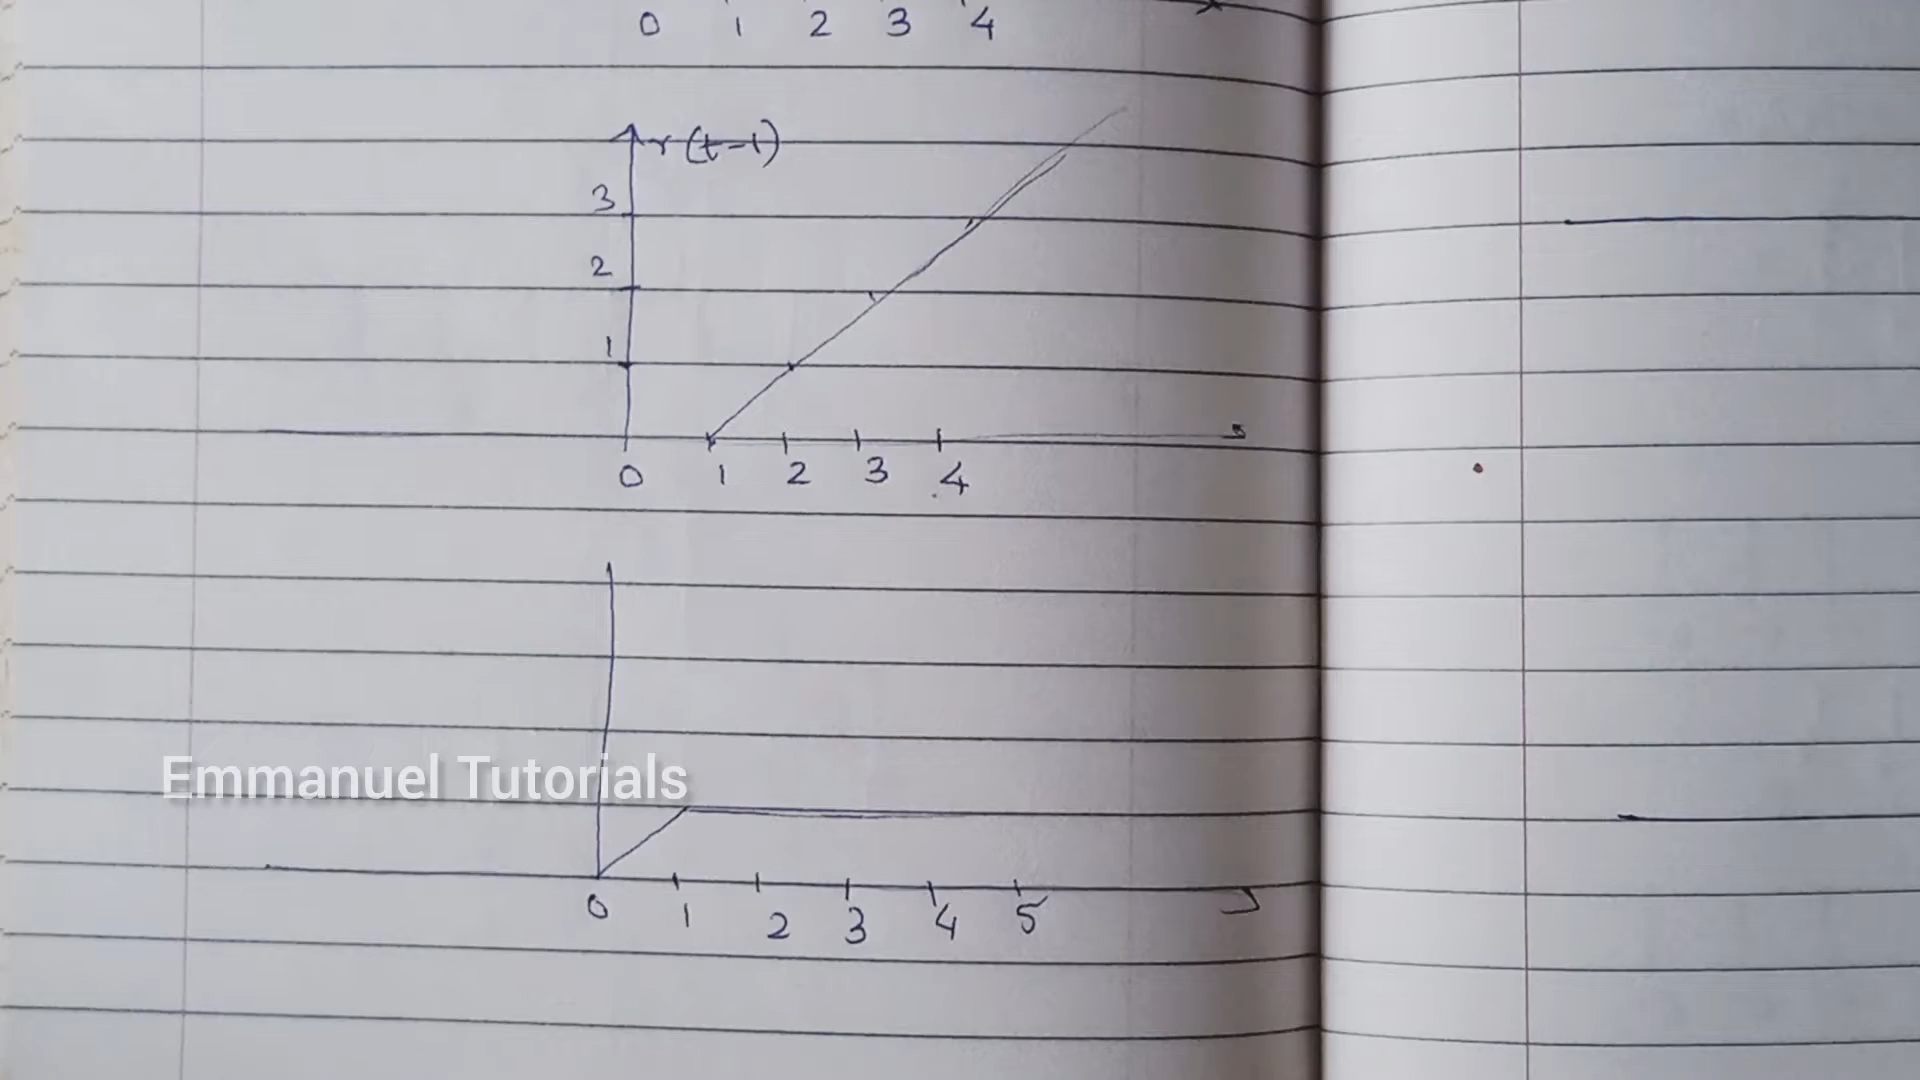 0 1 2 3 4
r(t-1)
3
2
1
0 1 2 3 4
Emmanuel Tutorials
0 1 2 3 4 5